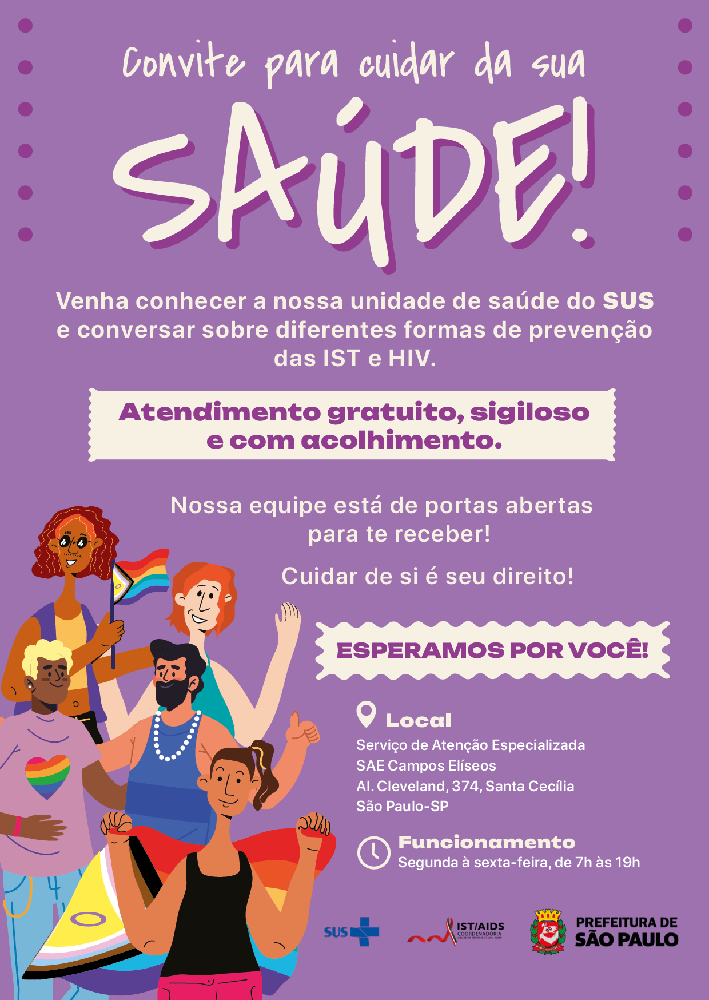 Convite para cuidar da sua
SAÚDE!
Venha conhecer a nossa unidade de saúde do SUS
e conversar sobre diferentes formas de prevenção
das IST e HIV.
Atendimento gratuito, sigiloso
e com acolhimento.
Nossa equipe está de portas abertas
para te receber!
Cuidar de si é seu direito!
ESPERAMOS POR VOCÊ!
Local
Serviço de Atenção Especializada
SAE Campos Elíseos
Al. Cleveland, 374, Santa Cecília
São Paulo-SP
Funcionamento
Segunda à sexta-feira, de 7h às 19h
SUS
IST/AIDS
COORDENADORIA
PREFEITURA DE
SÃO PAULO